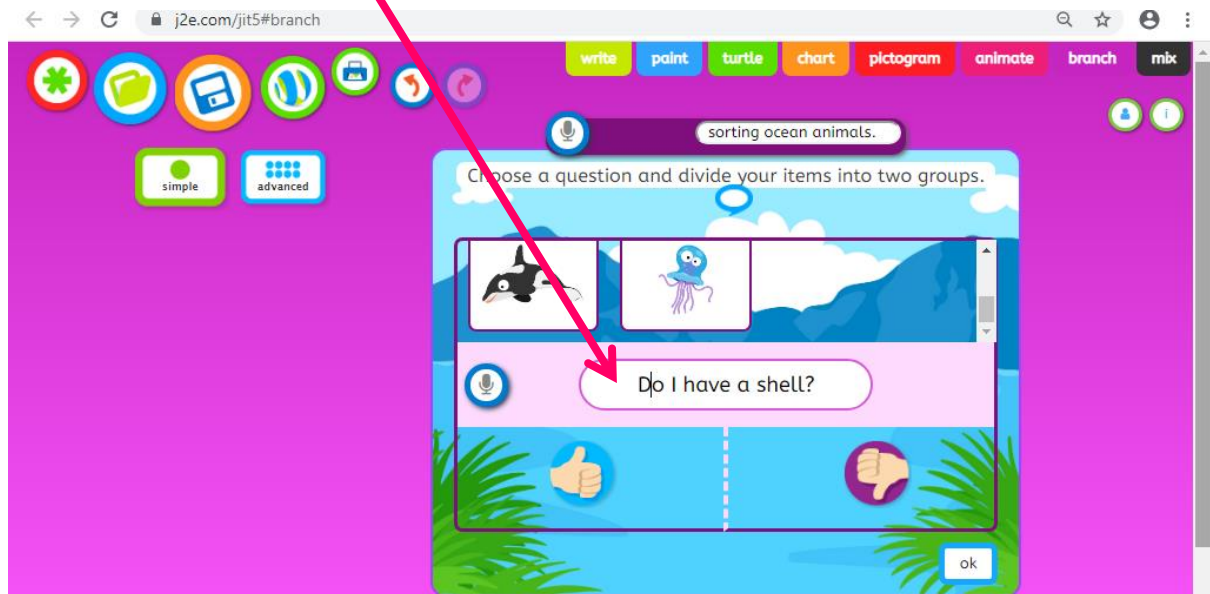 j2e.com/jit5#branch
write paint turtle chart pictogram animate branch mix
sorting ocean animals.
simple advanced
Choose a question and divide your items into two groups.
Do I have a shell?
ok